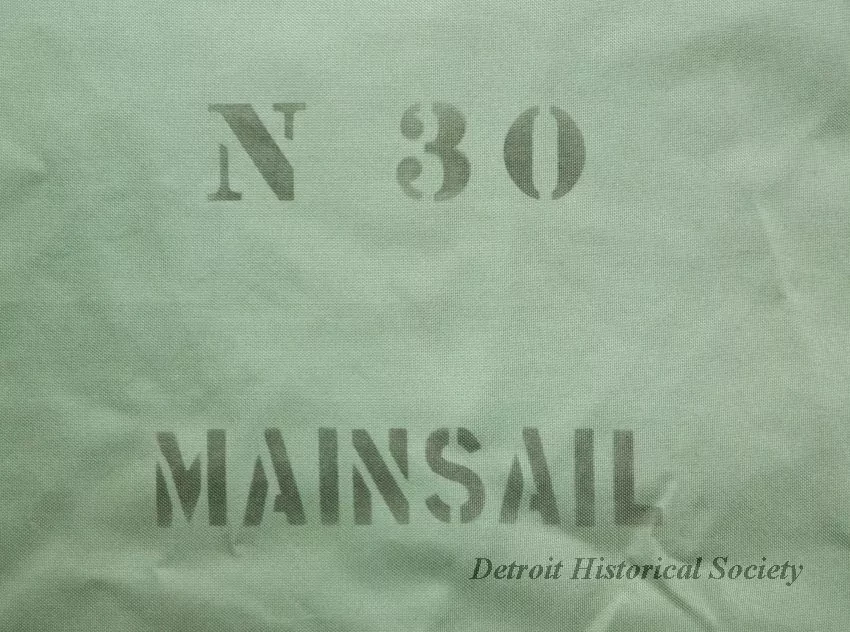 N 30
MAINSAIL
Detroit Historical Society